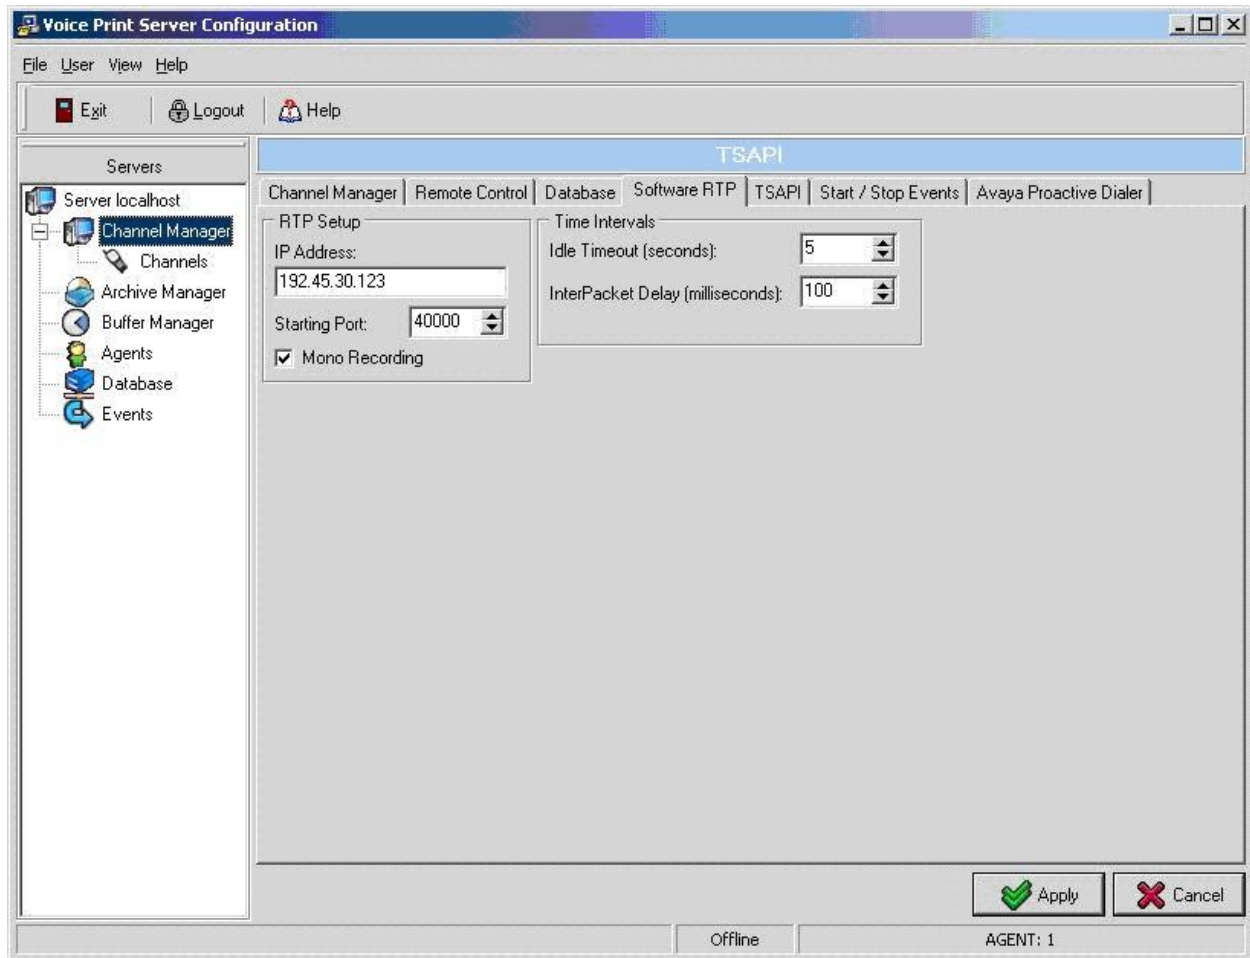 Voice Print Server Configuration
File User View Help
Exit Logout Help
Servers
Server localhost
Channel Manager
Channels
Archive Manager
Buffer Manager
Agents
Database
Events
TSAPI
Channel Manager Remote Control Database Software RTP TSAPI Start / Stop Events Avaya Proactive Dialer
RTP Setup
IP Address:
192.45.30.123
Starting Port: 40000
Mono Recording
Time Intervals
Idle Timeout (seconds): 5
InterPacket Delay (milliseconds): 100
Apply Cancel
Offline AGENT: 1